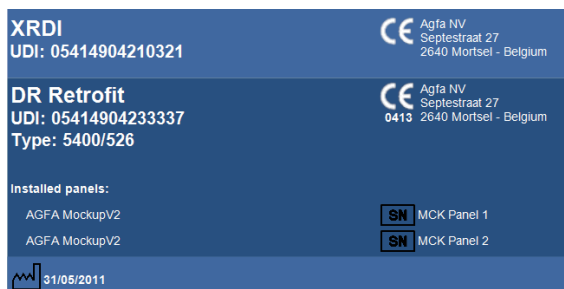 XRDI
UDI: 05414904210321
CE Agfa NV
Septestraat 27
2640 Mortsel - Belgium
DR Retrofit
UDI: 05414904233337
Type: 5400/526
CE Agfa NV
Septestraat 27
0413 2640 Mortsel - Belgium
Installed panels:
AGFA MockupV2 SN MCK Panel 1
AGFA MockupV2 SN MCK Panel 2
31/05/2011